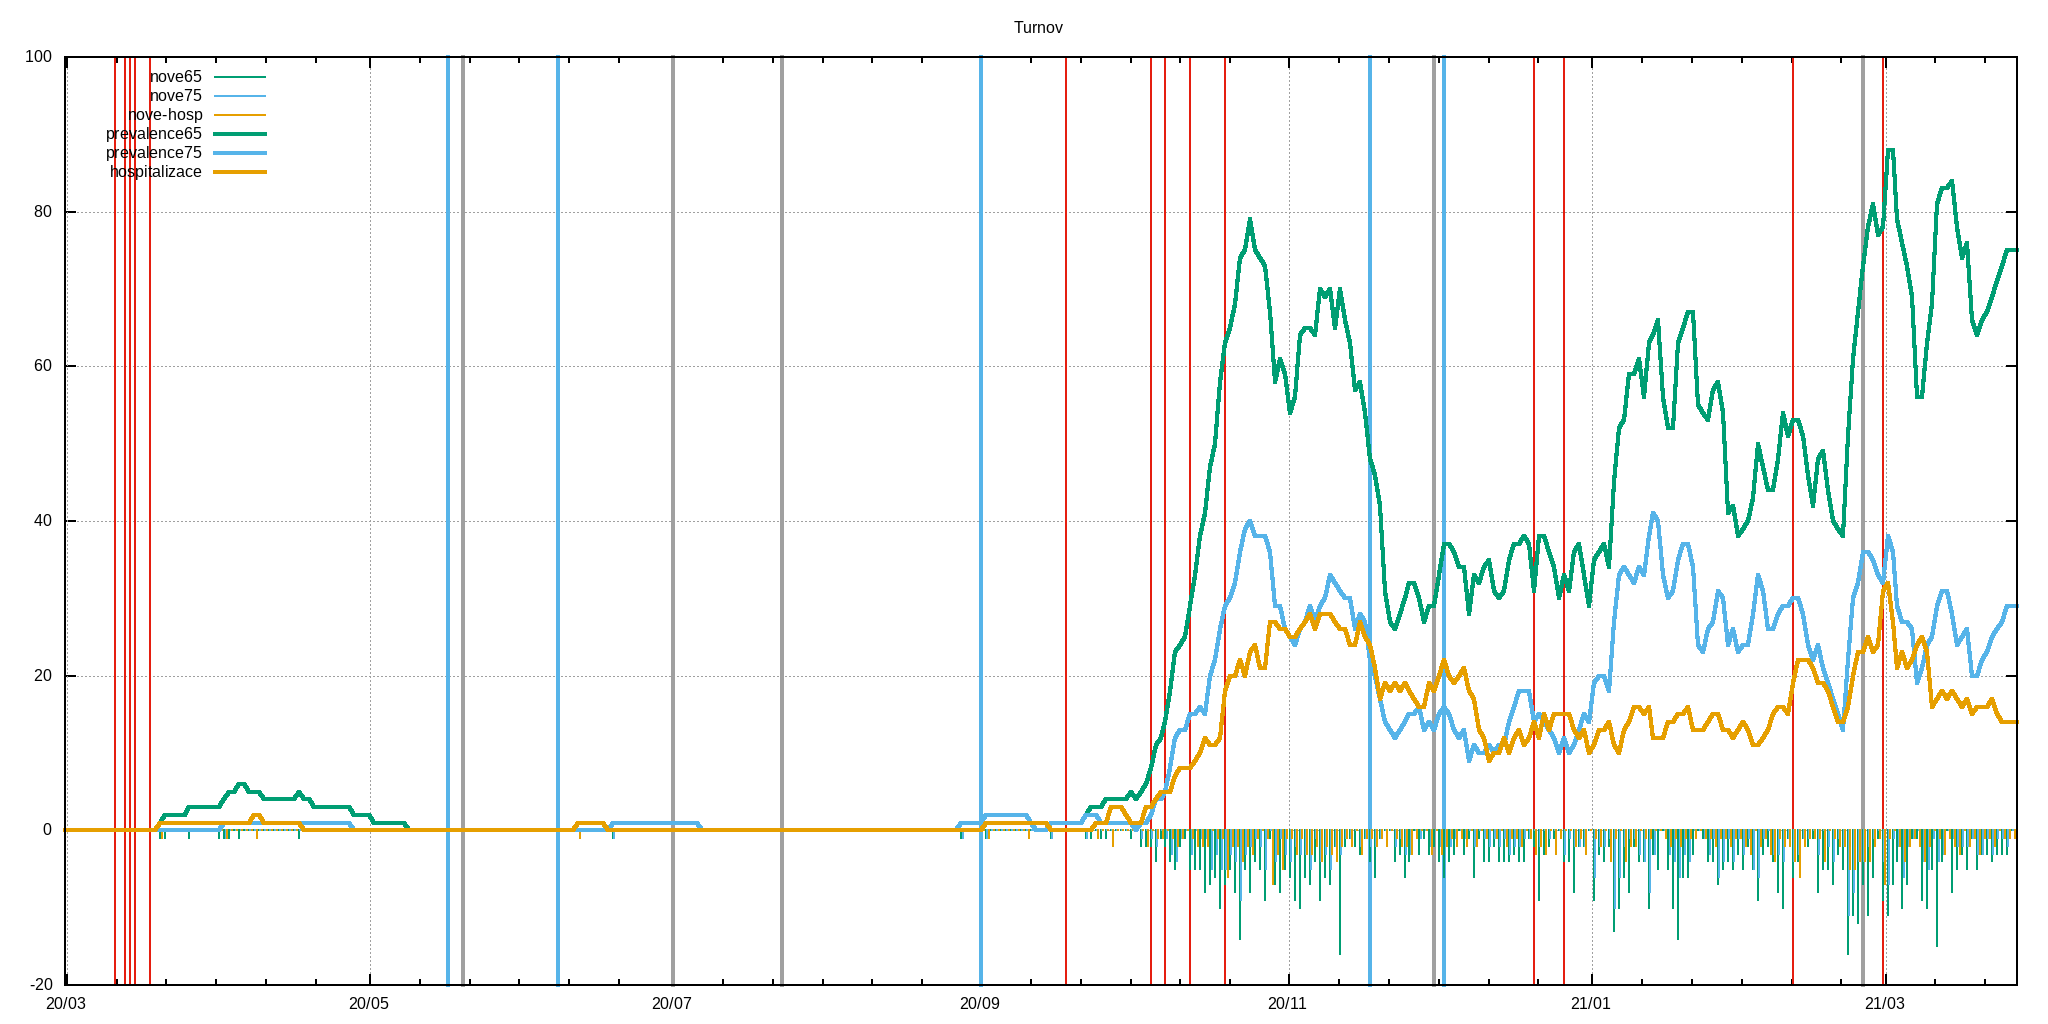 Turnov
100
80
60
40
20
0
-20
nove65
nove75
nove-hosp
prevalence65
prevalence75
hospitalizace
20/03 20/05 20/07 20/09 20/11 21/01 21/03